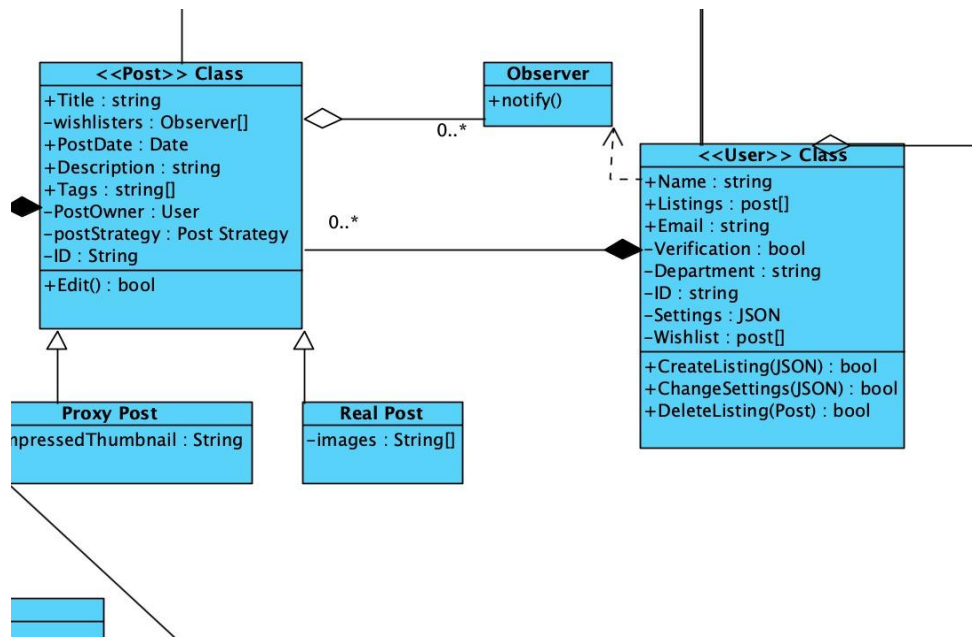 <<Post>> Class
+Title : string
-wishlisters : Observer[]
+PostDate : Date
+Description : string
+Tags : string[]
-PostOwner : User
-postStrategy : Post Strategy
-ID : String
+Edit() : bool
Observer
+notify()
0..*
0..*
<<User>> Class
+Name : string
+Listings : post[]
+Email : string
-Verification : bool
-Department : string
-ID : string
-Settings : JSON
-Wishlist : post[]
+CreateListing(JSON) : bool
+ChangeSettings(JSON) : bool
+DeleteListing(Post) : bool
Proxy Post
mpressedThumbnail : String
Real Post
-images : String[]